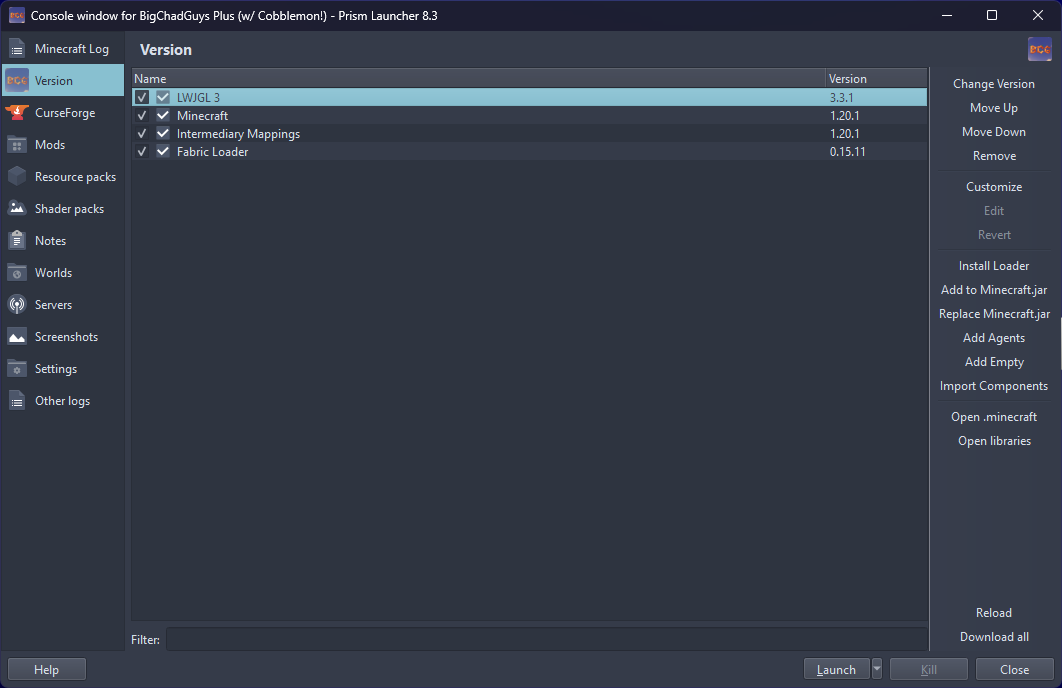 Console window for BigChadGuys Plus (w/ Cobblemon!) - Prism Launcher 8.3
Minecraft Log
Version
CurseForge
Mods
Resource packs
Shader packs
Notes
Worlds
Servers
Screenshots
Settings
Other logs
Version
Name Version
LWJGL 3 3.3.1
Minecraft 1.20.1
Intermediary Mappings 1.20.1
Fabric Loader 0.15.11
Filter:
BCG
Change Version
Move Up
Move Down
Remove
Customize
Edit
Revert
Install Loader
Add to Minecraft.jar
Replace Minecraft.jar
Add Agents
Add Empty
Import Components
Open .minecraft
Open libraries
Reload
Download all
Help
Launch
Kill
Close